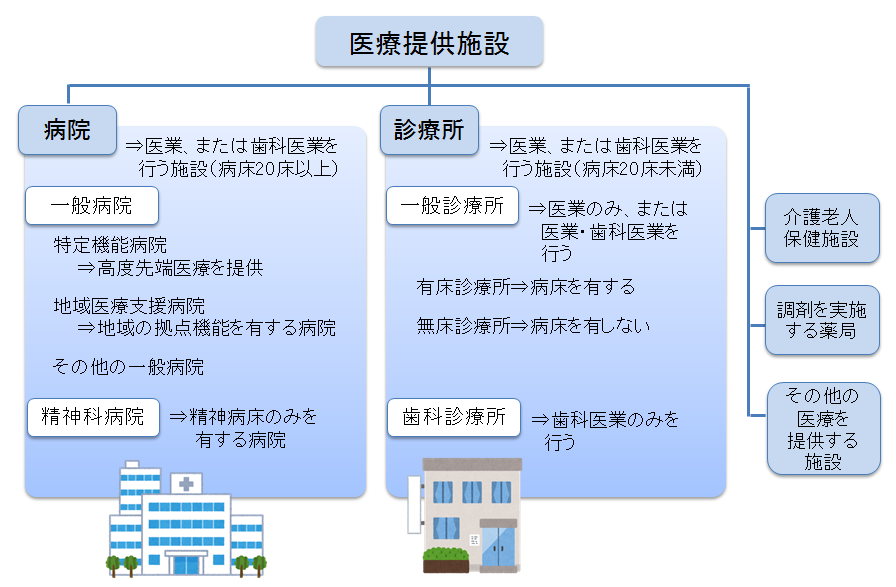 医療提供施設
病院
⇒医業、または歯科医業を
行う施設(病床20床以上)
一般病院
特定機能病院
⇒高度先端医療を提供
地域医療支援病院
⇒地域の拠点機能を有する病院
その他の一般病院
精神科病院
⇒精神病床のみを
有する病院
診療所
⇒医業、または歯科医業を
行う施設(病床20床未満)
一般診療所
⇒医業のみ、または
医業・歯科医業を
行う
有床診療所⇒病床を有する
無床診療所⇒病床を有しない
歯科診療所
⇒歯科医業のみを
行う
介護老人
保健施設
調剤を実施
する薬局
その他の
医療を
提供する
施設